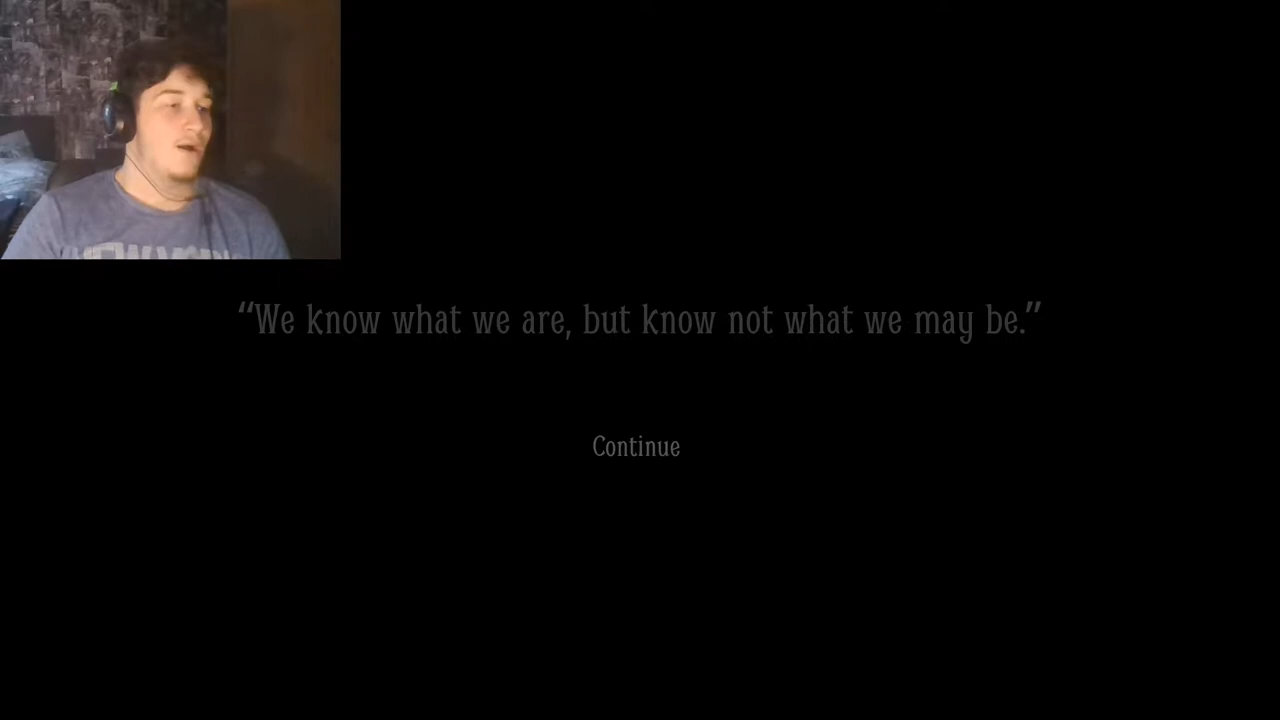 “We know what we are, but know not what we may be.”
Continue